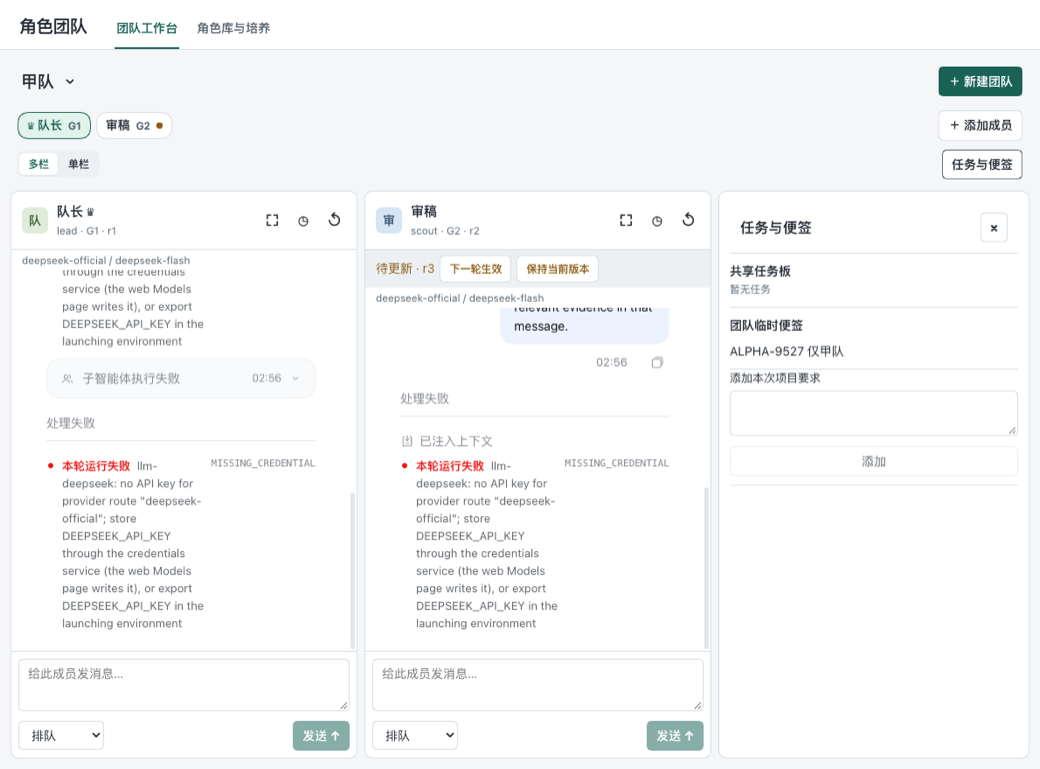 角色团队
团队工作台
角色库与培养
甲队
+ 新建团队
♛ 队长 G1
审稿 G2
+ 添加成员
多栏
单栏
任务与便签
队
队长 ♛
lead · G1 · r1
deepseek-official / deepseek-flash
through the credentials
service (the web Models
page writes it), or export
DEEPSEEK_API_KEY in the
launching environment
子智能体执行失败
02:56
处理失败
本轮运行失败 llm-
MISSING_CREDENTIAL
deepseek: no API key for
provider route "deepseek-
official"; store
DEEPSEEK_API_KEY
through the credentials
service (the web Models
page writes it), or export
DEEPSEEK_API_KEY in the
launching environment
给此成员发消息...
排队
发送 ↑
审
审稿
scout · G2 · r2
待更新 · r3
下一轮生效
保持当前版本
deepseek-official / deepseek-flash
relevant evidence in that
message.
02:56
处理失败
已注入上下文
本轮运行失败 llm-
MISSING_CREDENTIAL
deepseek: no API key for
provider route "deepseek-
official"; store
DEEPSEEK_API_KEY
through the credentials
service (the web Models
page writes it), or export
DEEPSEEK_API_KEY in the
launching environment
给此成员发消息...
排队
发送 ↑
任务与便签
×
共享任务板
暂无任务
团队临时便签
ALPHA-9527 仅甲队
添加本次项目要求
添加